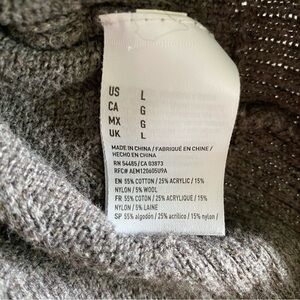 US L
CA G
MX G
UK L
MADE IN CHINA / FABRIQUÉ EN CHINE /
HECHO EN CHINA
RN 54485 / CA 03873
RFC# AEM120605U9A
EN 55% COTTON / 25% ACRYLIC / 15%
NYLON / 5% WOOL
FR 55% COTON / 25% ACRYLIQUE / 15%
NYLON / 5% LAINE
SP 55% algodón / 25% acrílico / 15% nylon /